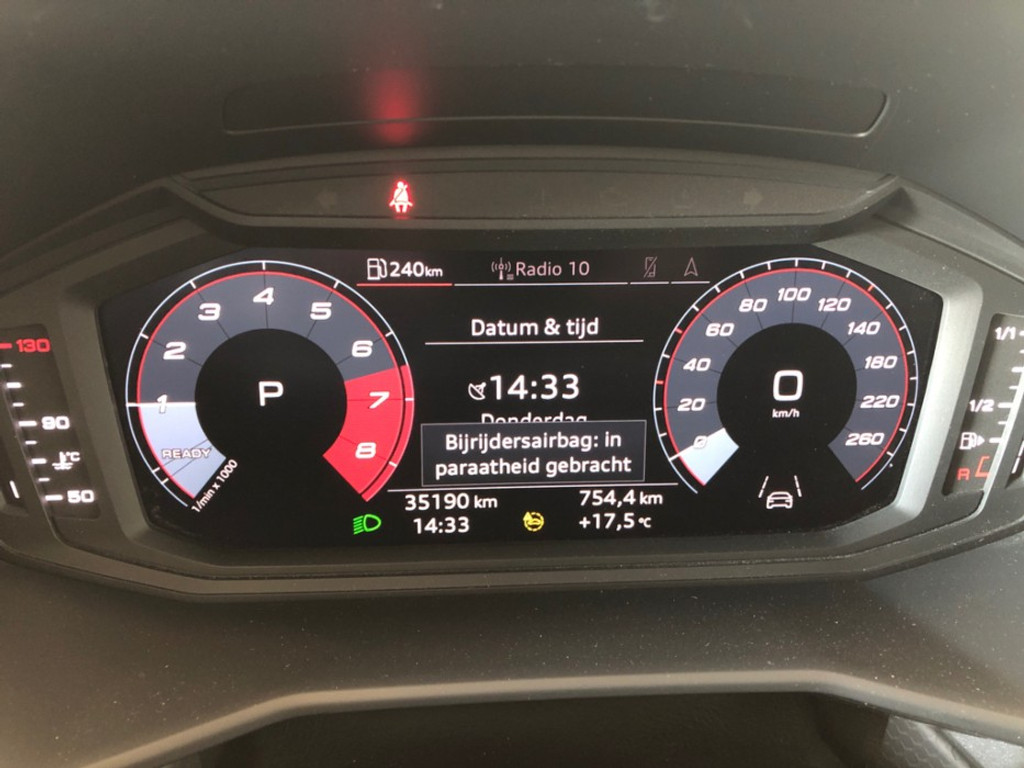 240km
Radio 10
Datum & tijd
14:33
Donderdag
Bijrijdersairbag: in
paraatheid gebracht
35190 km
754,4 km
14:33
+17,5 °C
1
2
3
4
5
6
7
8
READY
1/min x 1000
P
0
20
40
60
80
100
120
140
180
220
260
0
km/h
130
90
°C
50
1/1
1/2
R